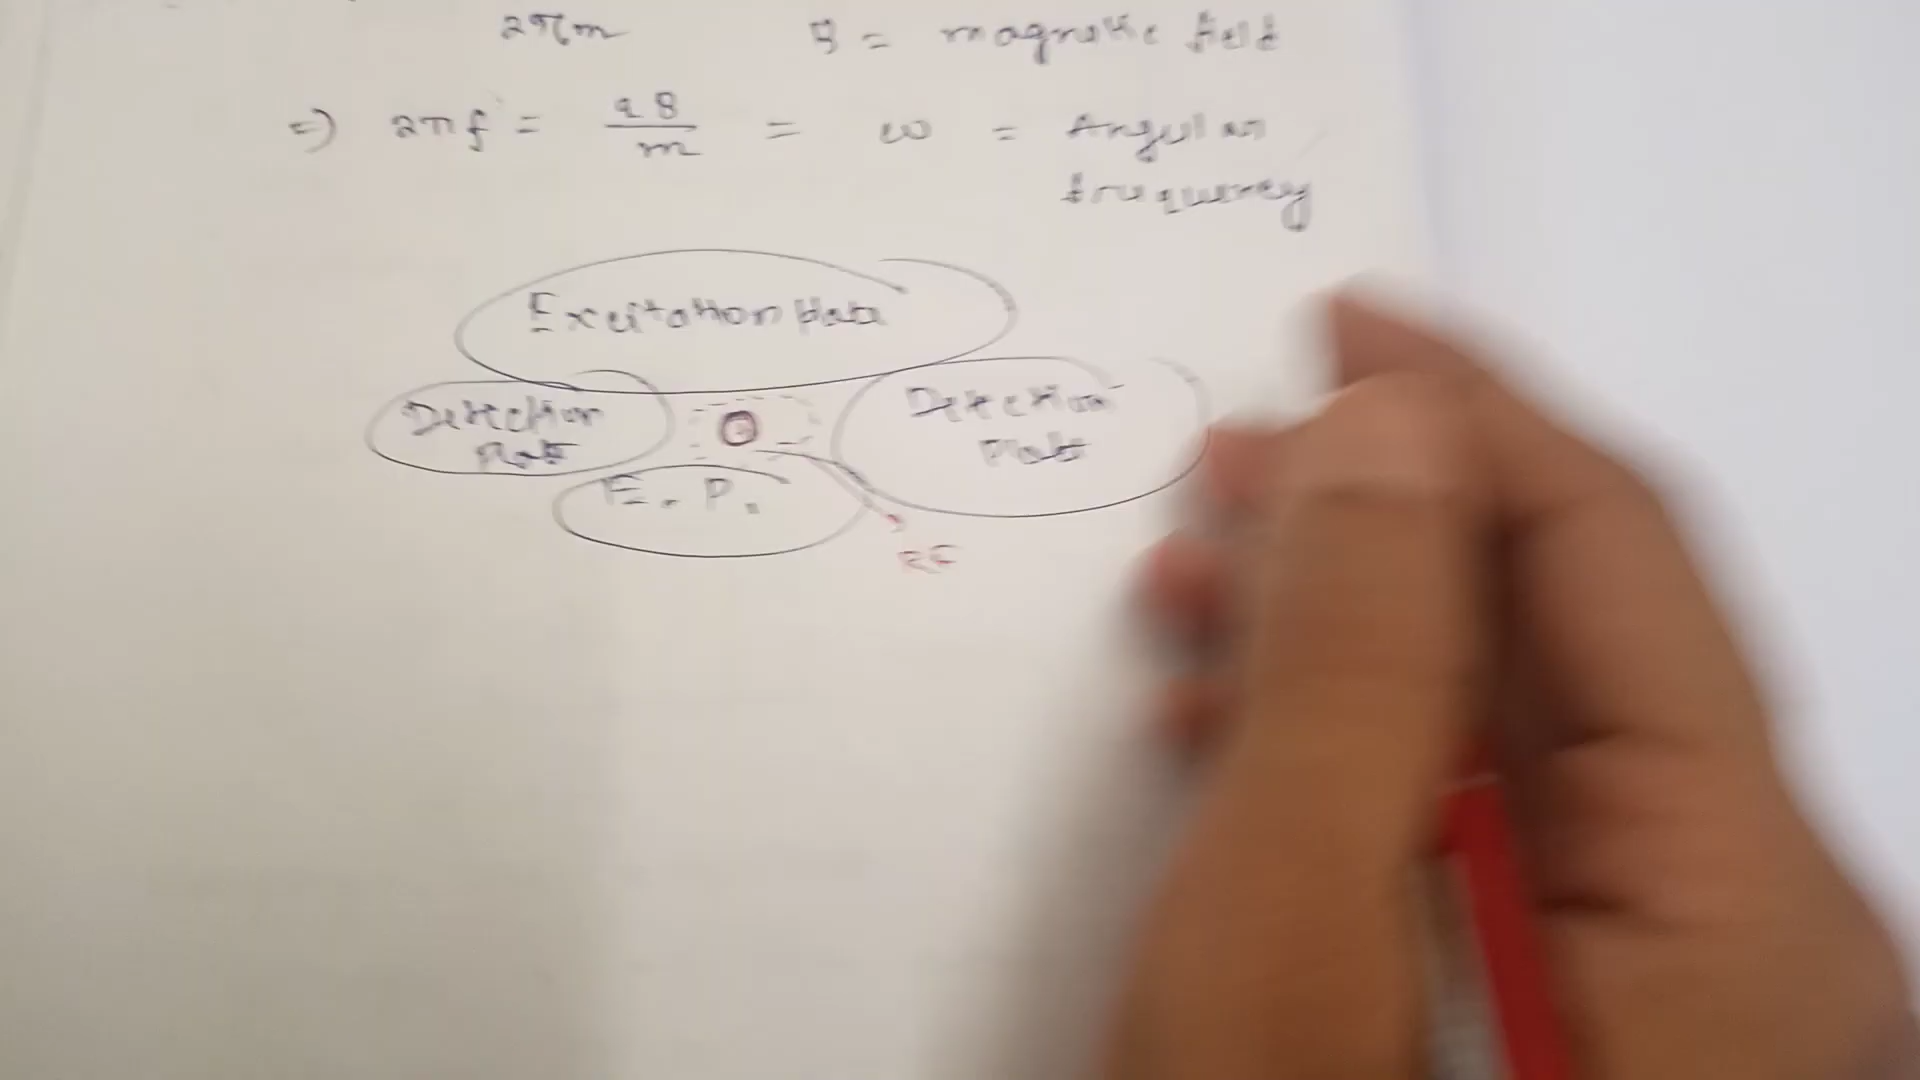 2πm B = magnetic field
=> 2πf = qB/m = ω = Angular
frequency
Excitation Plate
Detection
Plate
Detection
Plate
E. P.
RF